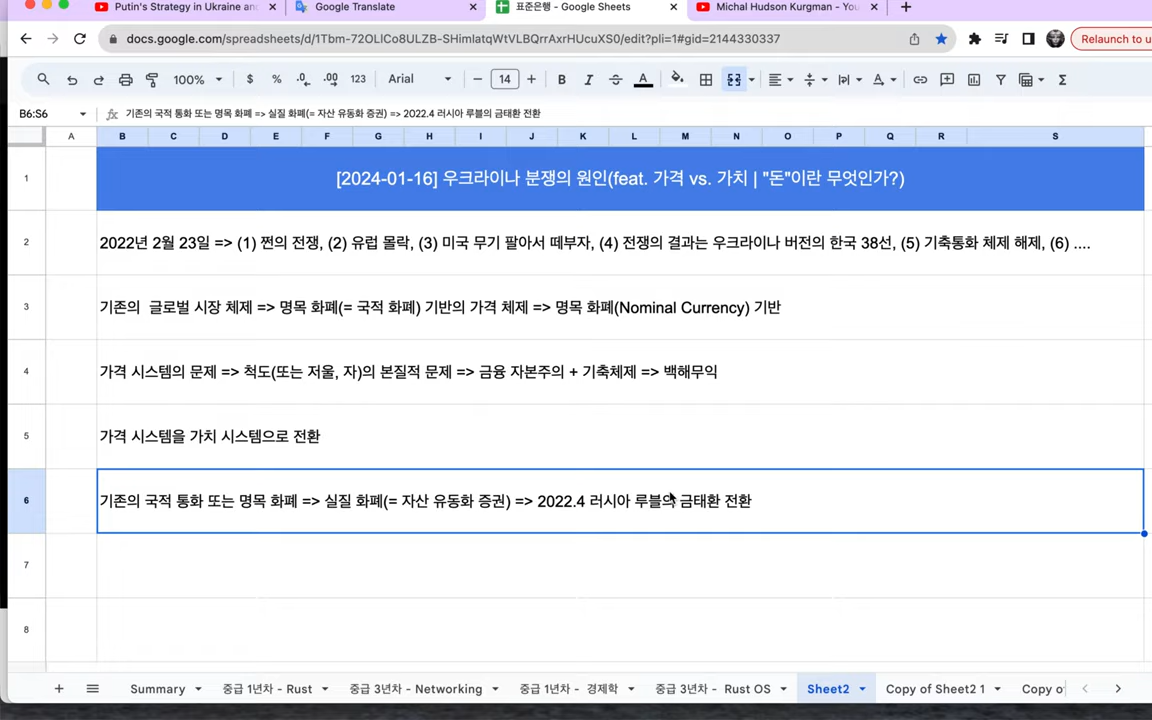 Putin's Strategy in Ukraine and
Google Translate
표준은행 - Google Sheets
Michal Hudson Kurgman - You
docs.google.com/spreadsheets/d/1Tbm-72OLlCo8ULZB-SHimIatqWtVLBQrrAxrHUcuXS0/edit?pli=1#gid=2144330337
Relaunch to u
100% $ % .0 .00 123 Arial 14
B6:S6
기존의 국적 통화 또는 명목 화폐 => 실질 화폐(= 자산 유동화 증권) => 2022.4 러시아 루블의 금태환 전환
A B C D E F G H I J K L M N O P Q R S
1 [2024-01-16] 우크라이나 분쟁의 원인(feat. 가격 vs. 가치 | "돈"이란 무엇인가?)
2 2022년 2월 23일 => (1) 쩐의 전쟁, (2) 유럽 몰락, (3) 미국 무기 팔아서 떼부자, (4) 전쟁의 결과는 우크라이나 버전의 한국 38선, (5) 기축통화 체제 해제, (6) ....
3 기존의 글로벌 시장 체제 => 명목 화폐(= 국적 화폐) 기반의 가격 체제 => 명목 화폐(Nominal Currency) 기반
4 가격 시스템의 문제 => 척도(또는 저울, 자)의 본질적 문제 => 금융 자본주의 + 기축체제 => 백해무익
5 가격 시스템을 가치 시스템으로 전환
6 기존의 국적 통화 또는 명목 화폐 => 실질 화폐(= 자산 유동화 증권) => 2022.4 러시아 루블의 금태환 전환
7
8
Summary 중급 1년차 - Rust 중급 3년차 - Networking 중급 1년차 - 경제학 중급 3년차 - Rust OS Sheet2 Copy of Sheet2 1 Copy o